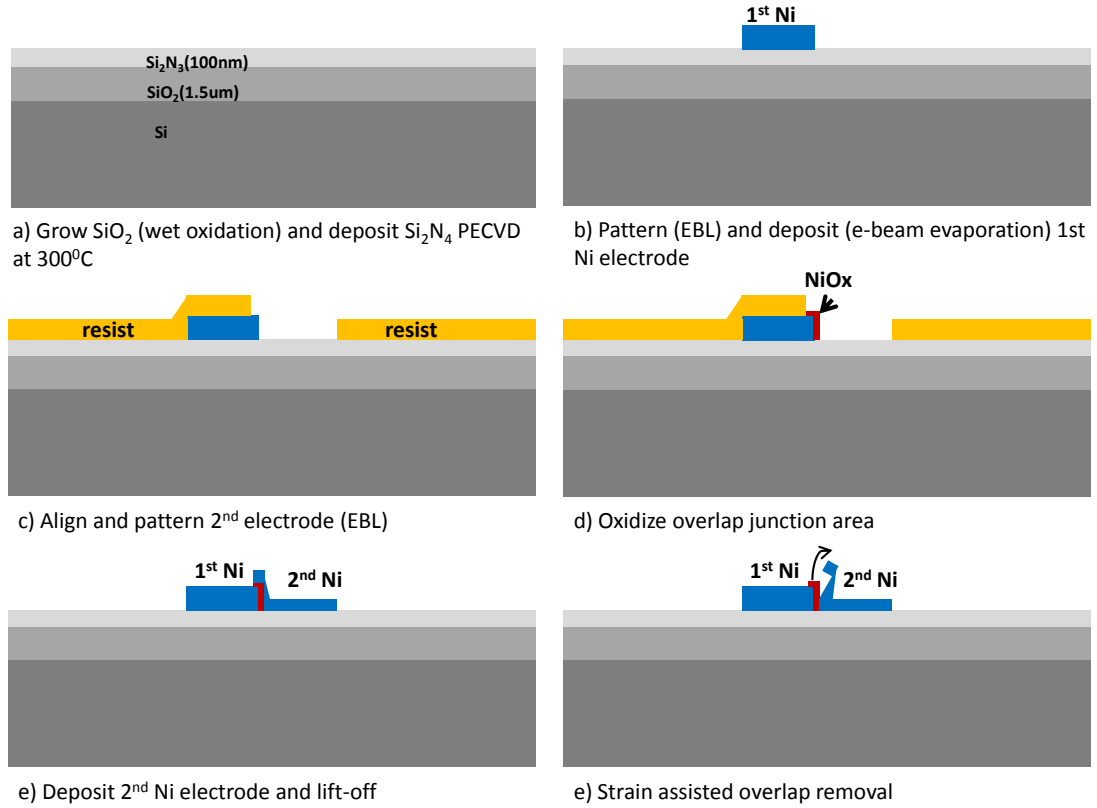 Si₂N₃(100nm)
SiO₂(1.5um)
Si
a) Grow SiO₂ (wet oxidation) and deposit Si₂N₄ PECVD
at 300⁰C
1ˢᵗ Ni
b) Pattern (EBL) and deposit (e-beam evaporation) 1st
Ni electrode
resist
resist
c) Align and pattern 2ⁿᵈ electrode (EBL)
NiOx
d) Oxidize overlap junction area
1ˢᵗ Ni
2ⁿᵈ Ni
e) Deposit 2ⁿᵈ Ni electrode and lift-off
1ˢᵗ Ni
2ⁿᵈ Ni
e) Strain assisted overlap removal